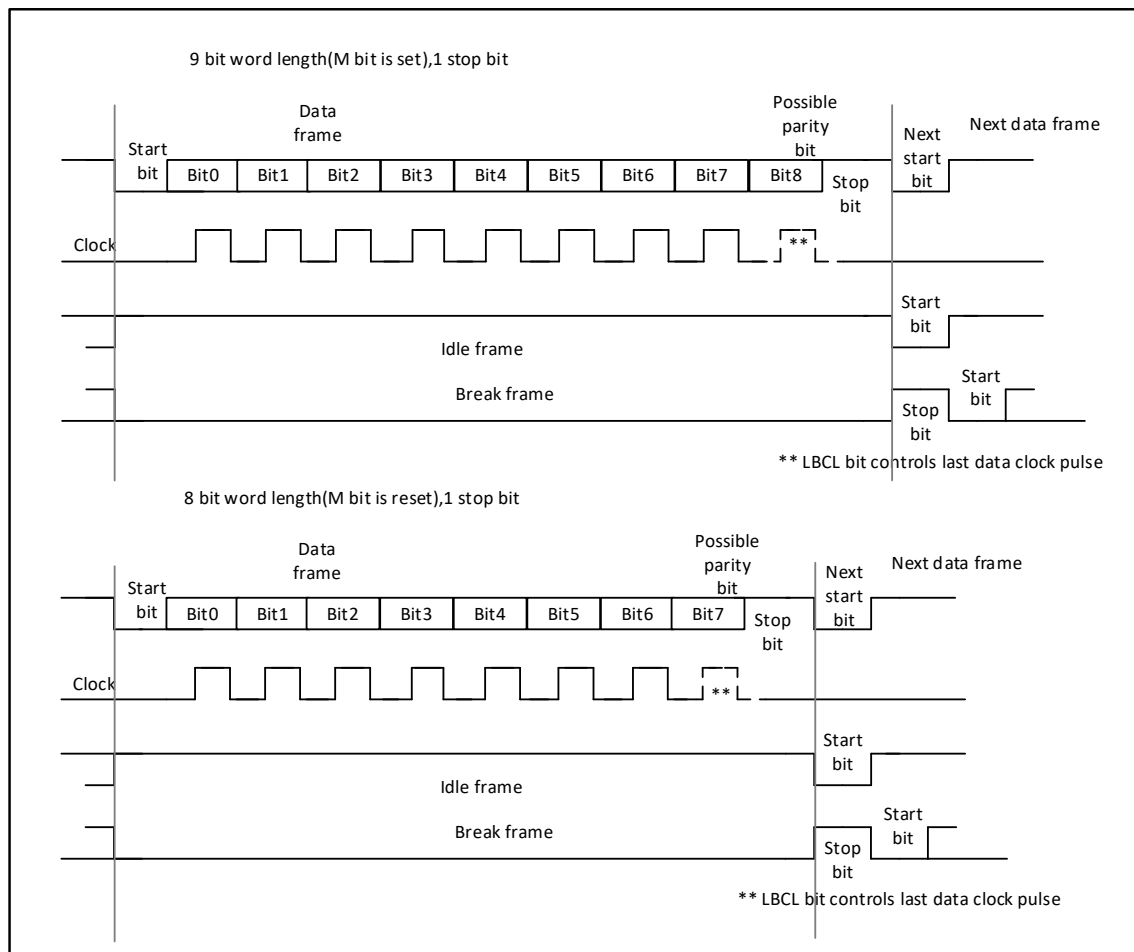 9 bit word length(M bit is set),1 stop bit
Data
frame
Possible
parity
bit
Next data frame
Start
bit
Bit0
Bit1
Bit2
Bit3
Bit4
Bit5
Bit6
Bit7
Bit8
Stop
bit
Next
start
bit
Clock
**
Start
bit
Idle frame
Break frame
Start
bit
Stop
bit
** LBCL bit controls last data clock pulse
8 bit word length(M bit is reset),1 stop bit
Data
frame
Possible
parity
bit
Next data frame
Start
bit
Bit0
Bit1
Bit2
Bit3
Bit4
Bit5
Bit6
Bit7
Stop
bit
Next
start
bit
Clock
**
Start
bit
Idle frame
Break frame
Start
bit
Stop
bit
** LBCL bit controls last data clock pulse